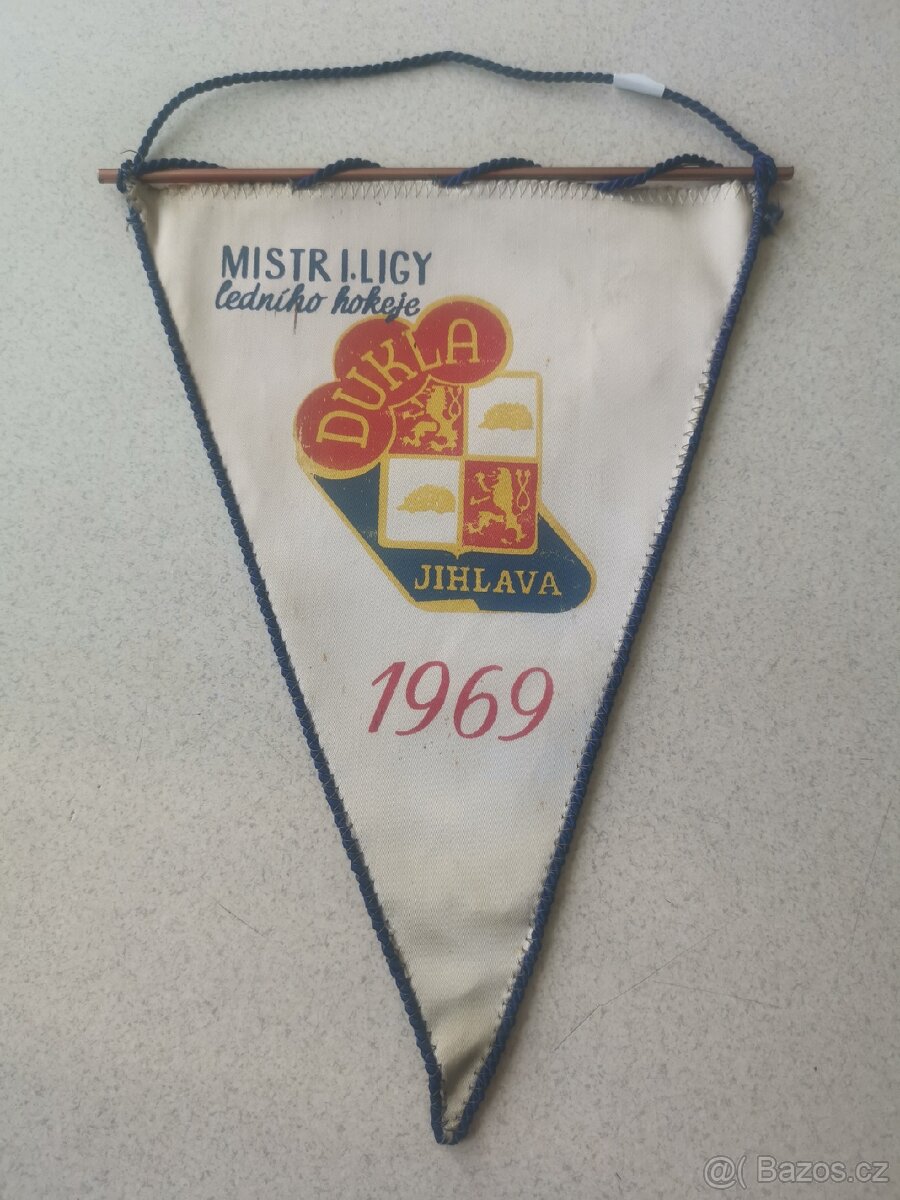 MISTR I.LIGY
ledního hokeje
DUKLA
JIHLAVA
1969
@( Bazos.cz